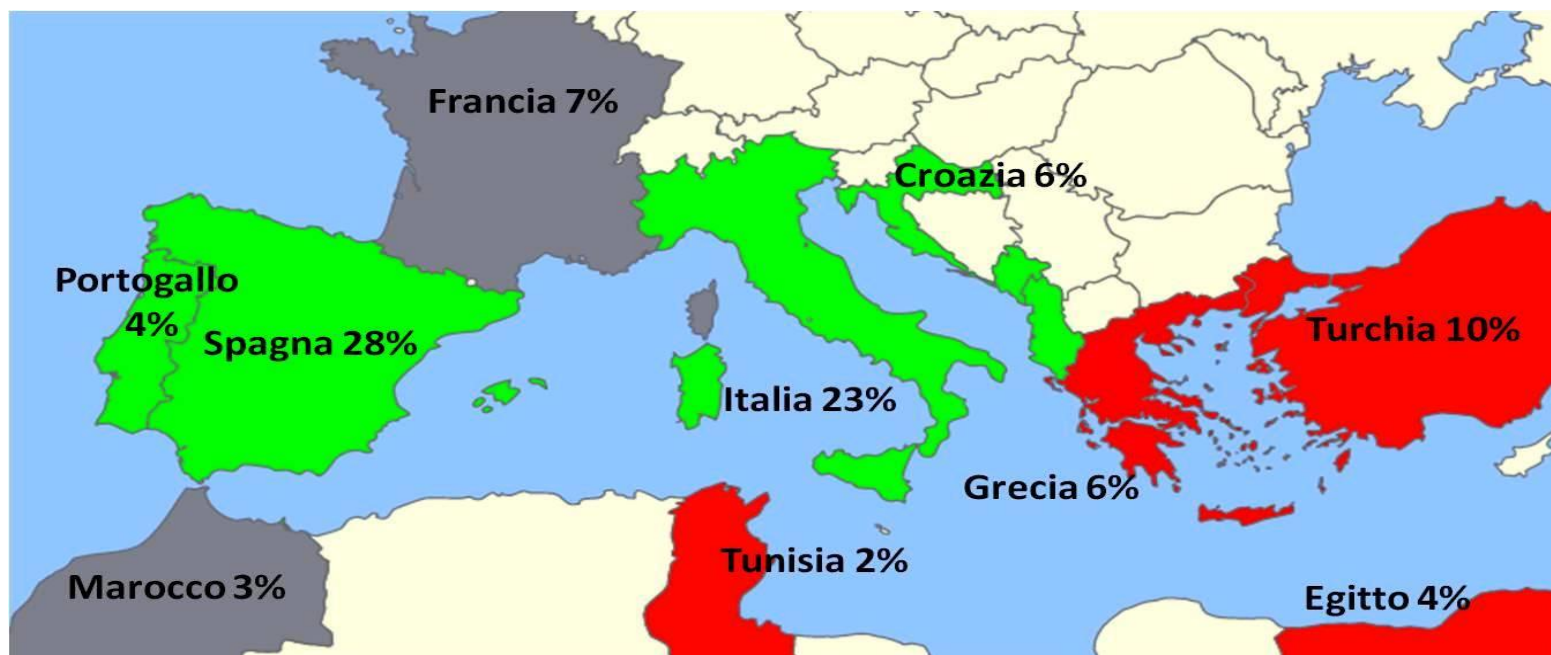 Francia 7%
Croazia 6%
Portogallo
4%
Spagna 28%
Turchia 10%
Italia 23%
Grecia 6%
Tunisia 2%
Marocco 3%
Egitto 4%